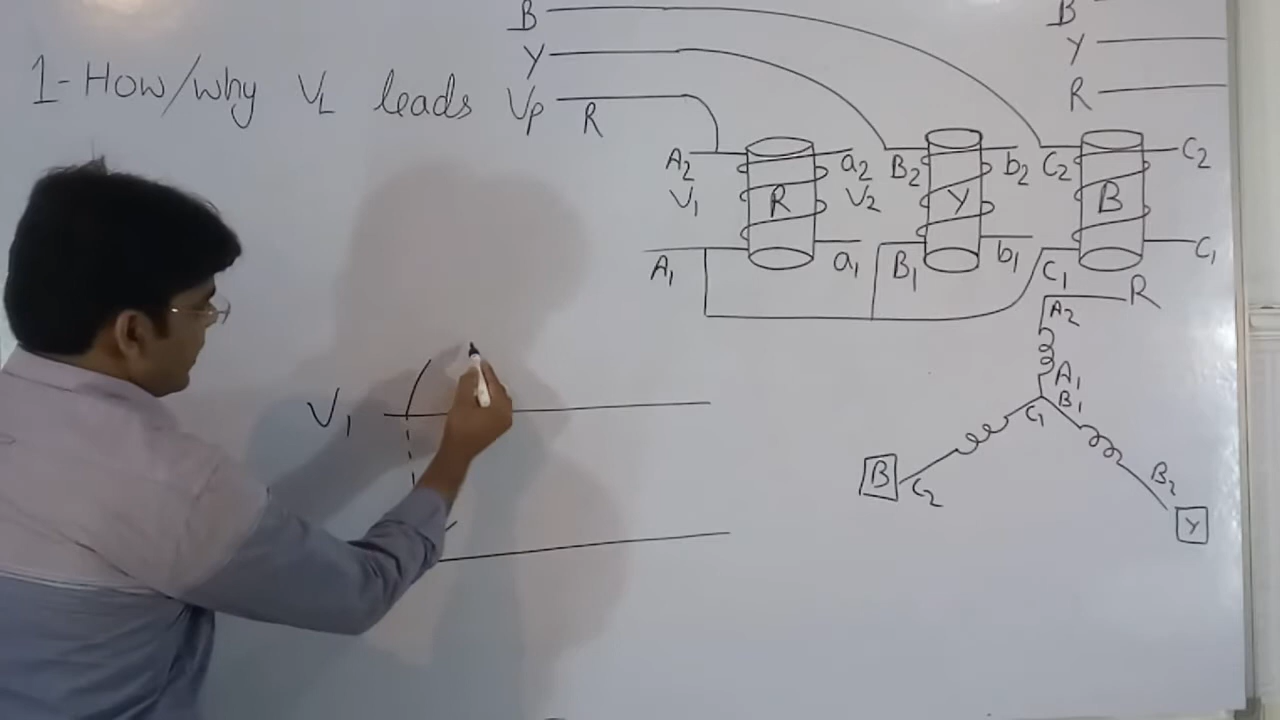 B
Y
1-How/why VL leads VP
R
B
Y
R
A2
a2
B2
b2
C2
C2
V1
R
V2
Y
B
A1
a1
B1
b1
C1
C1
A2
R
A1
B1
C1
V1
B
C2
B2
Y